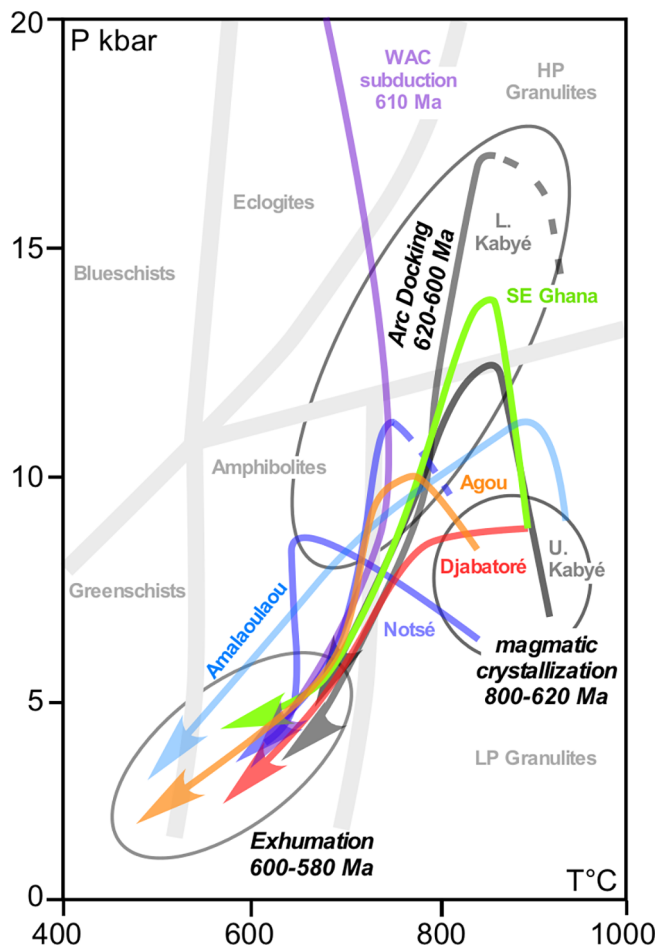 20
P kbar
WAC
subduction
610 Ma
HP
Granulites
Eclogites
L.
Kabyé
Arc Docking
620-600 Ma
15
Blueschists
SE Ghana
10
Amphibolites
Agou
U.
Kabyé
Djabatoré
Greenschists
Amalaoulaou
Notsé
magmatic
crystallization
800-620 Ma
5
LP Granulites
Exhumation
600-580 Ma
T°C
0
400
600
800
1000